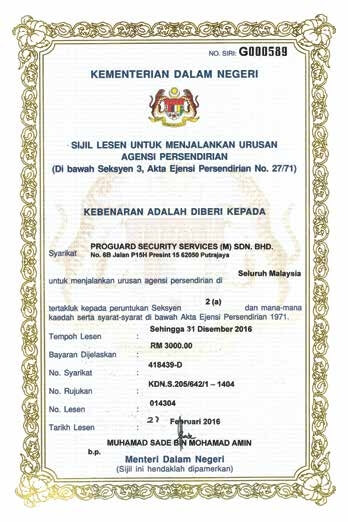 NO. SIRI: G000589
KEMENTERIAN DALAM NEGERI
SIJIL LESEN UNTUK MENJALANKAN URUSAN
AGENSI PERSENDIRIAN
(Di bawah Seksyen 3, Akta Ejensi Persendirian No. 27/71)
KEBENARAN ADALAH DIBERI KEPADA
PROGUARD SECURITY SERVICES (M) SDN. BHD.
Syarikat No. 6B Jalan P15H Presint 15 62050 Putrajaya
Seluruh Malaysia
untuk menjalankan urusan agensi persendirian di
2 (a)
tertakluk kepada peruntukan Seksyen dan mana-mana
kaedah serta syarat-syarat di bawah Akta Ejensi Persendirian 1971.
Sehingga 31 Disember 2016
Tempoh Lesen :
RM 3000.00
Bayaran Dijelaskan :
418439-D
No. Syarikat :
KDN.S.205/642/1 – 1404
No. Rujukan :
014304
No. Lesen :
23 Februari 2016
Tarikh Lesen :
MUHAMAD SADE BIN MOHAMAD AMIN
b.p.
Menteri Dalam Negeri
(Sijil ini hendaklah dipamerkan)